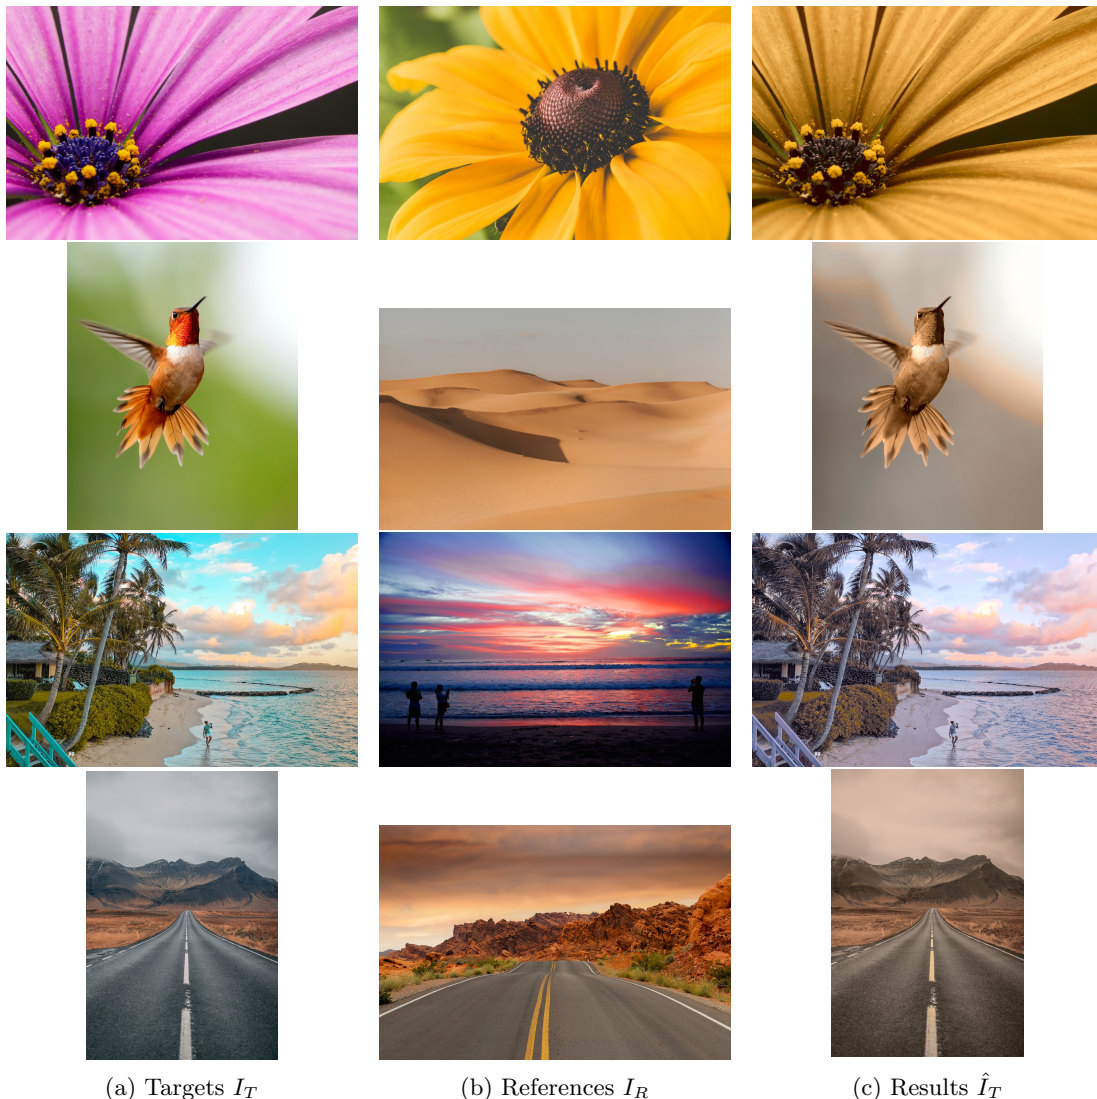 (a) Targets I_T
(b) References I_R
(c) Results Î_T